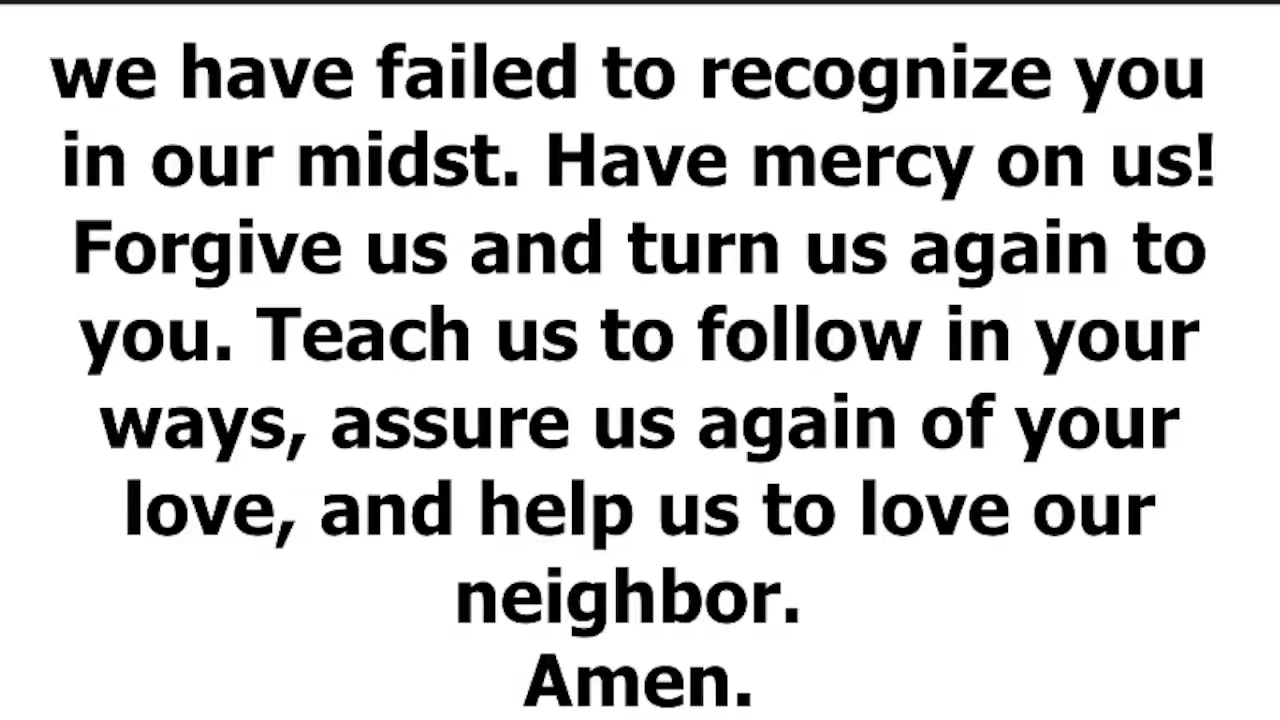 we have failed to recognize you
in our midst. Have mercy on us!
Forgive us and turn us again to
you. Teach us to follow in your
ways, assure us again of your
love, and help us to love our
neighbor.
Amen.